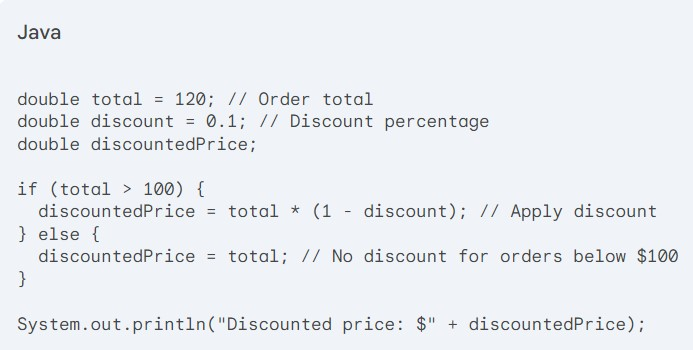 Java
double total = 120; // Order total
double discount = 0.1; // Discount percentage
double discountedPrice;
if (total > 100) {
  discountedPrice = total * (1 - discount); // Apply discount
} else {
  discountedPrice = total; // No discount for orders below $100
}
System.out.println("Discounted price: $" + discountedPrice);